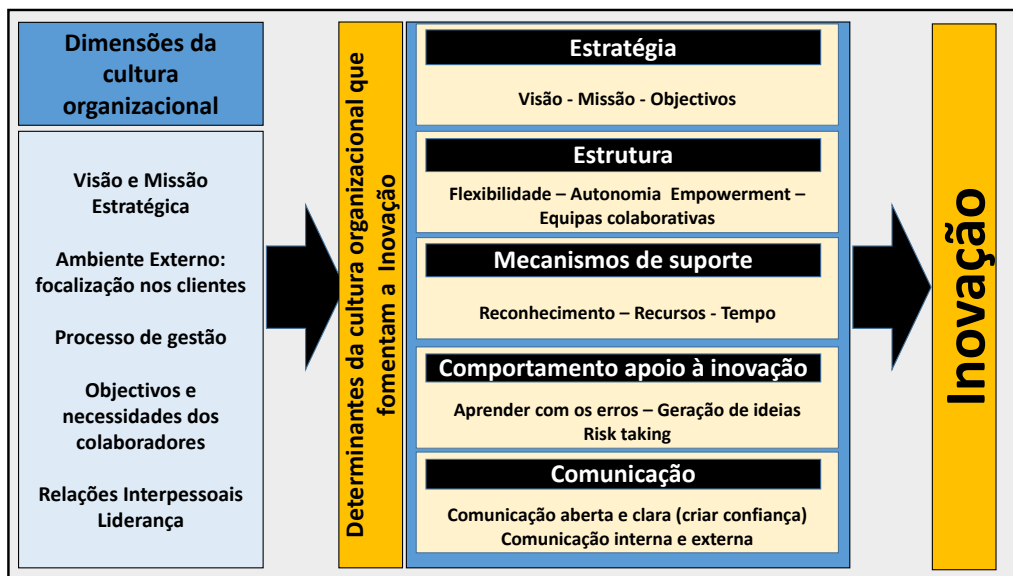 Dimensões da
cultura
organizacional
Visão e Missão
Estratégica
Ambiente Externo:
focalização nos clientes
Processo de gestão
Objectivos e
necessidades dos
colaboradores
Relações Interpessoais
Liderança
Determinantes da cultura organizacional que
fomentam a Inovação
Estratégia
Visão - Missão - Objectivos
Estrutura
Flexibilidade – Autonomia Empowerment –
Equipas colaborativas
Mecanismos de suporte
Reconhecimento – Recursos - Tempo
Comportamento apoio à inovação
Aprender com os erros – Geração de ideias
Risk taking
Comunicação
Comunicação aberta e clara (criar confiança)
Comunicação interna e externa
Inovação